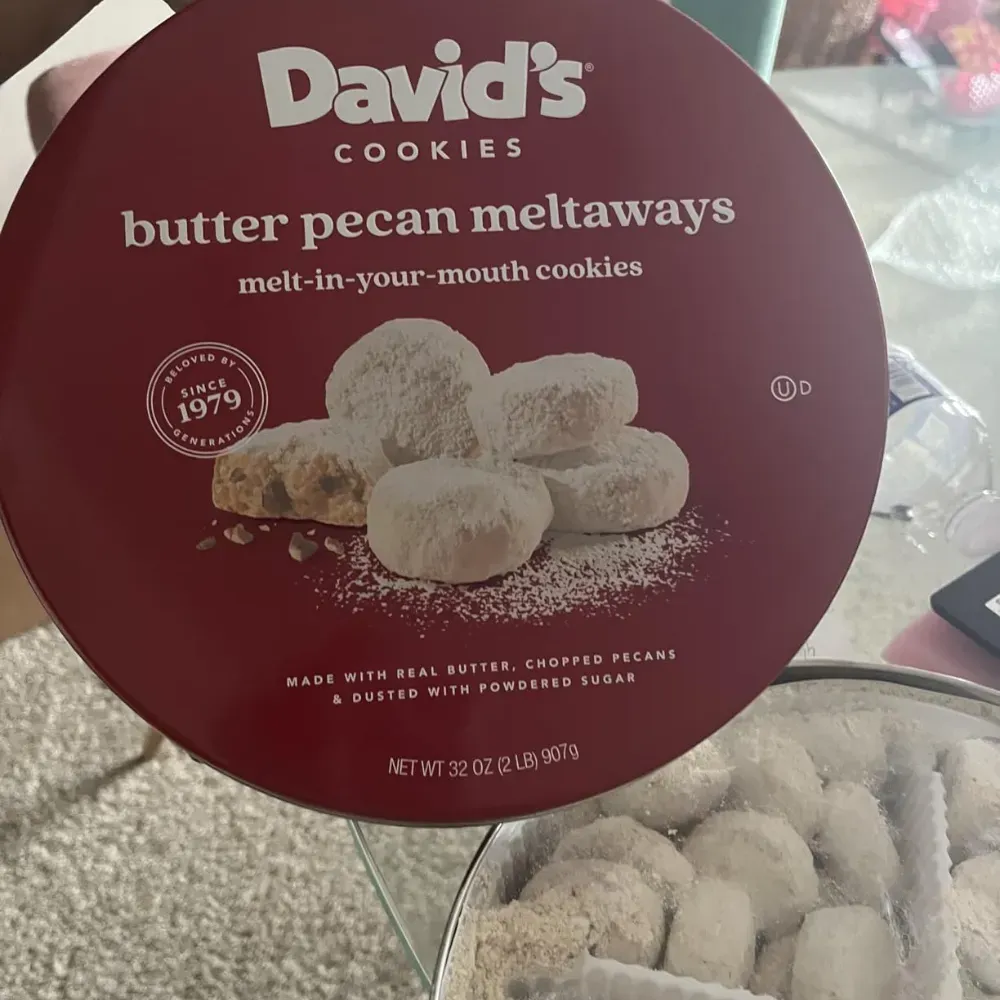 David's®
COOKIES
butter pecan meltaways
melt-in-your-mouth cookies
BELOVED BY
SINCE
1979
GENERATIONS
U D
MADE WITH REAL BUTTER, CHOPPED PECANS
& DUSTED WITH POWDERED SUGAR
NET WT 32 OZ (2 LB) 907g